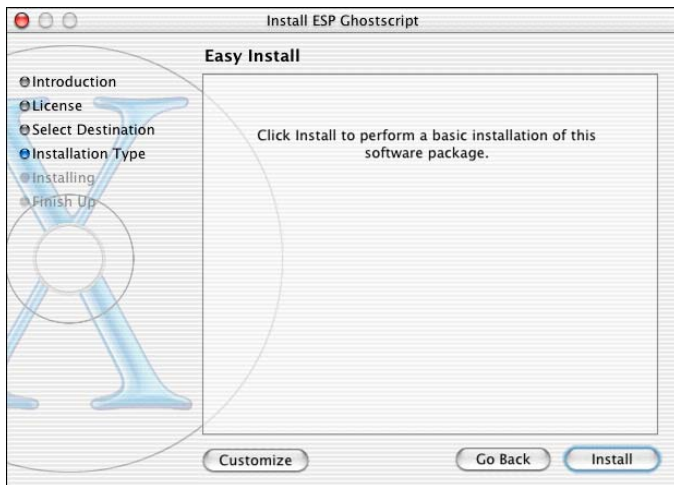 Install ESP Ghostscript
Easy Install
Introduction
License
Select Destination
Installation Type
Installing
Finish Up
Click Install to perform a basic installation of this
software package.
Customize
Go Back
Install